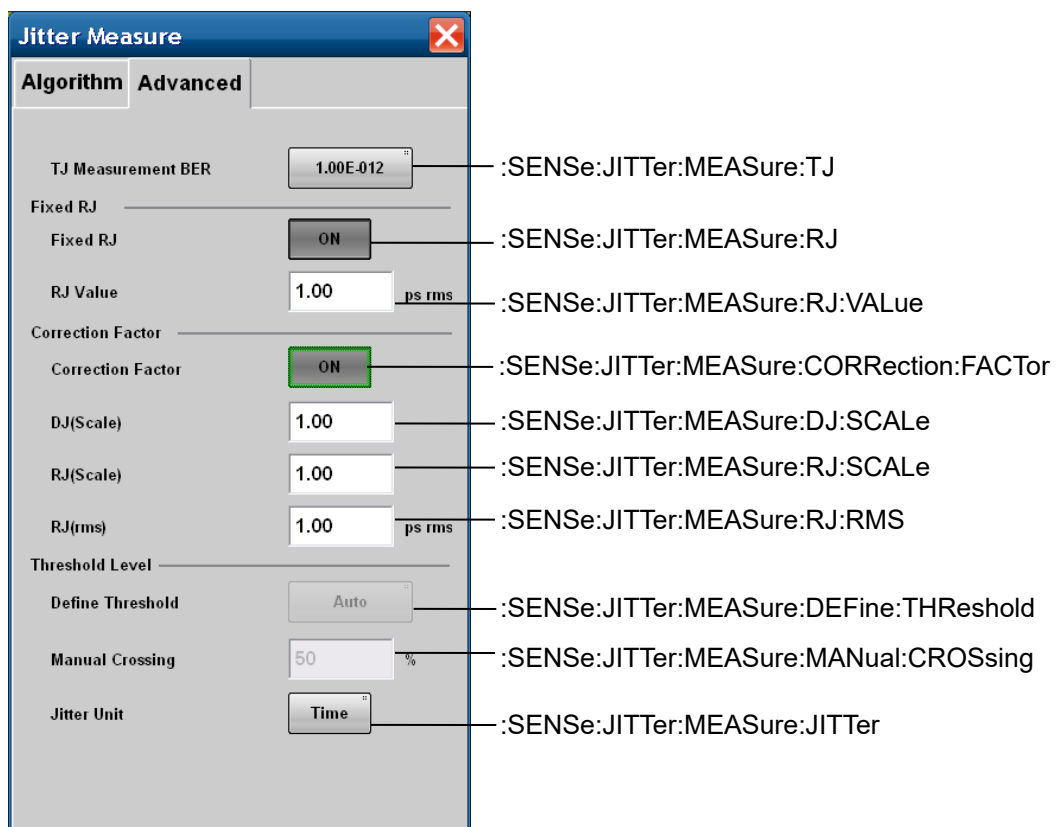 Jitter Measure
Algorithm Advanced
TJ Measurement BER 1.00E-012 :SENSe:JITTer:MEASure:TJ
Fixed RJ
Fixed RJ ON :SENSe:JITTer:MEASure:RJ
RJ Value 1.00 ps rms :SENSe:JITTer:MEASure:RJ:VALue
Correction Factor
Correction Factor ON :SENSe:JITTer:MEASure:CORRection:FACTor
DJ(Scale) 1.00 :SENSe:JITTer:MEASure:DJ:SCALe
RJ(Scale) 1.00 :SENSe:JITTer:MEASure:RJ:SCALe
RJ(rms) 1.00 ps rms :SENSe:JITTer:MEASure:RJ:RMS
Threshold Level
Define Threshold Auto :SENSe:JITTer:MEASure:DEFine:THReshold
Manual Crossing 50 % :SENSe:JITTer:MEASure:MANual:CROSsing
Jitter Unit Time :SENSe:JITTer:MEASure:JITTer